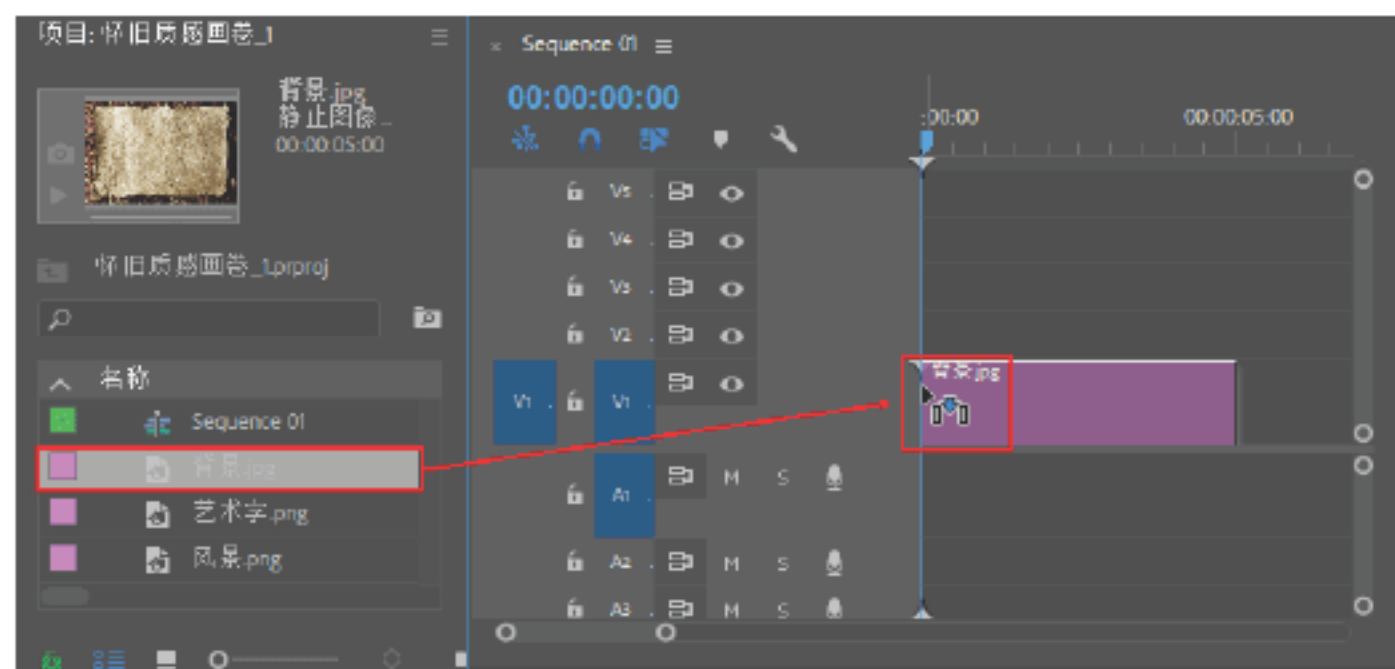 项目: 怀旧质感画卷_1
背景.jpg
静止图像
00:00:05:00
怀旧质感画卷_1.prproj
名称
Sequence 01
背景.jpg
艺术字.png
风景.png
Sequence 01
00:00:00:00
:00:00
00:00:05:00
V5
V4
V3
V2
V1
V1
背景.jpg
A1
M
S
A2
M
S
A3
M
S